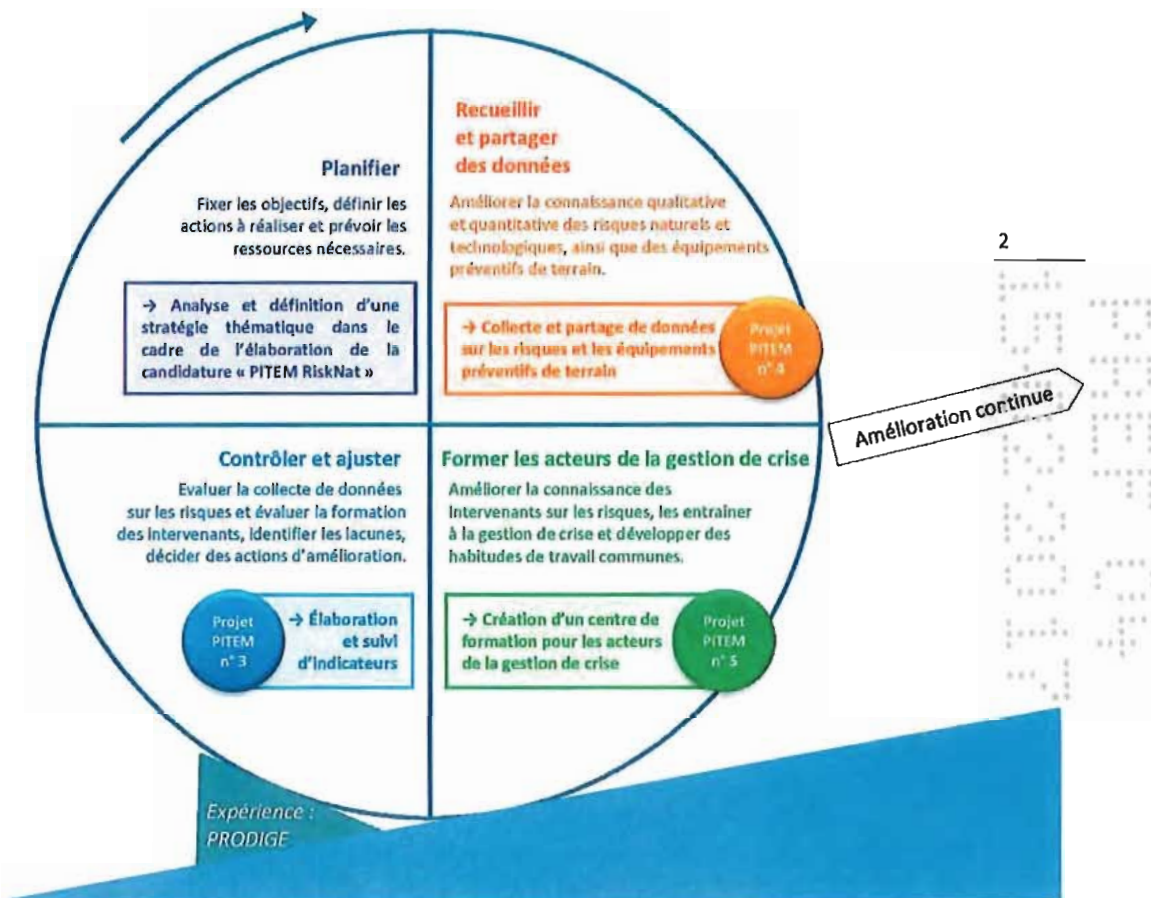 Planifier
Fixer les objectifs, définir les
actions à réaliser et prévoir les
ressources nécessaires.
→ Analyse et définition d'une
stratégie thématique dans le
cadre de l'élaboration de la
candidature « PITEM RiskNat »
Recueillir
et partager
des données
Améliorer la connaissance qualitative
et quantitative des risques naturels et
technologiques, ainsi que des équipements
préventifs de terrain.
→ Collecte et partage de données
sur les risques et les équipements
préventifs de terrain
Projet
PITEM
n° 4
2
Amélioration continue
Contrôler et ajuster
Evaluer la collecte de données
sur les risques et évaluer la formation
des intervenants, identifier les lacunes,
décider des actions d'amélioration.
Projet
PITEM
n° 3
→ Élaboration
et suivi
d'indicateurs
Former les acteurs de la gestion de crise
Améliorer la connaissance des
intervenants sur les risques, les entraîner
à la gestion de crise et développer des
habitudes de travail communes.
→ Création d'un centre de
formation pour les acteurs
de la gestion de crise
Projet
PITEM
n° 5
Expérience :
PRODIGE